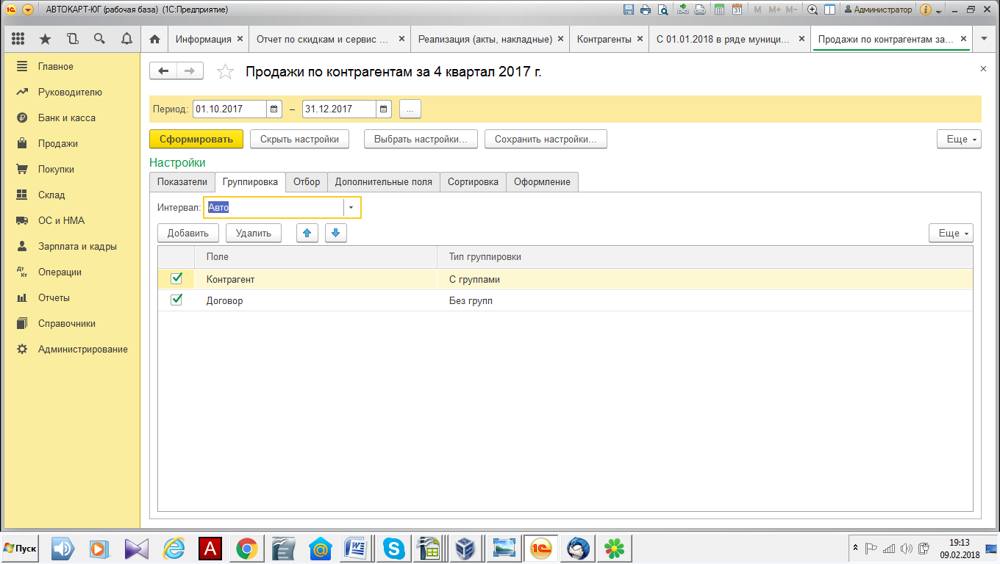 АВТОКАРТ-ЮГ (рабочая база) (1С:Предприятие)
M M+ M-
Администратор
Информация
Отчет по скидкам и сервис ...
Реализация (акты, накладные)
Контрагенты
С 01.01.2018 в ряде муници...
Продажи по контрагентам за...
Главное
Руководителю
Банк и касса
Продажи
Покупки
Склад
ОС и НМА
Зарплата и кадры
Операции
Отчеты
Справочники
Администрирование
Продажи по контрагентам за 4 квартал 2017 г.
Период: 01.10.2017 – 31.12.2017 ...
Сформировать
Скрыть настройки
Выбрать настройки...
Сохранить настройки...
Еще
Настройки
Показатели
Группировка
Отбор
Дополнительные поля
Сортировка
Оформление
Интервал: Авто
Добавить
Удалить
Еще
Поле
Тип группировки
Контрагент
С группами
Договор
Без групп
Пуск
19:13
09.02.2018